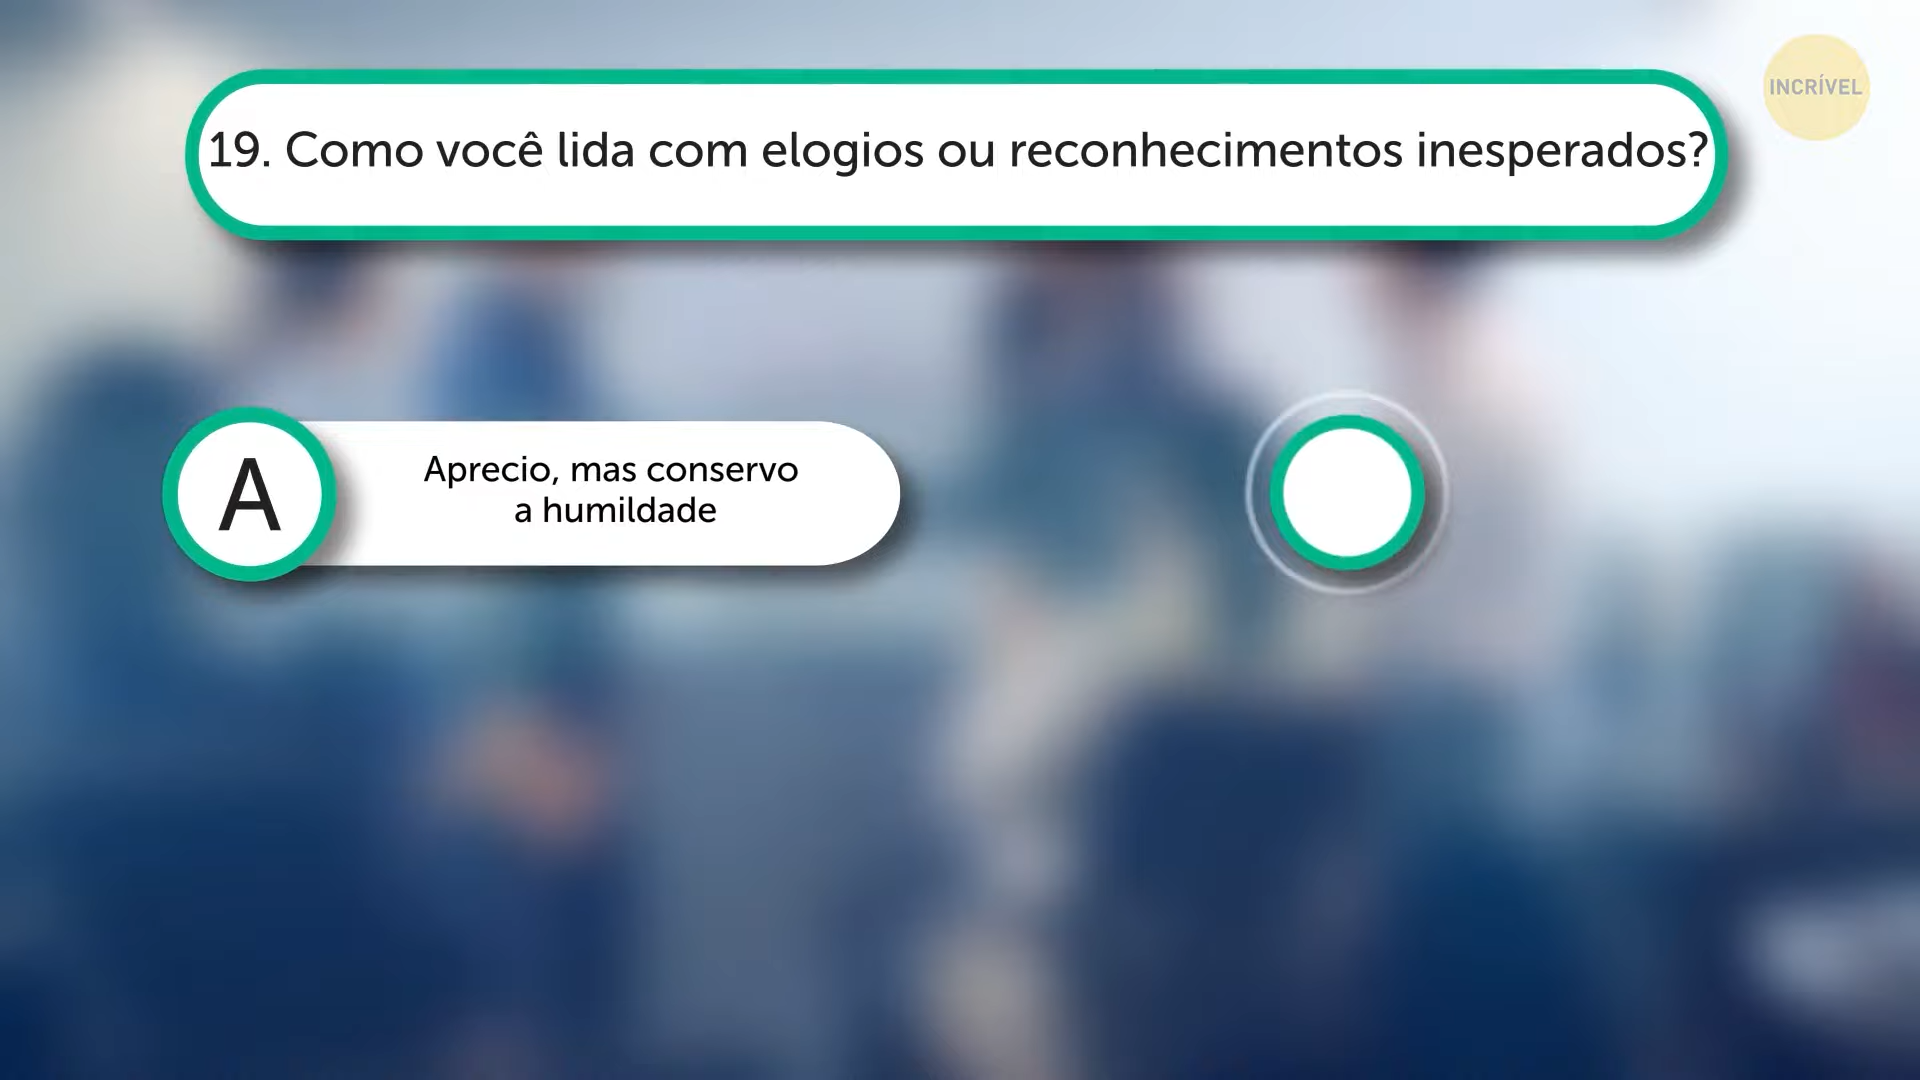 INCRÍVEL
19. Como você lida com elogios ou reconhecimentos inesperados?
A
Aprecio, mas conservo
a humildade